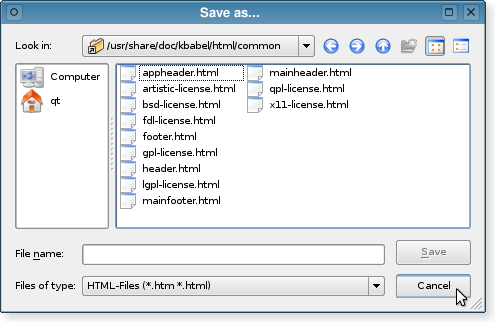 Save as...
Look in: /usr/share/doc/kbabel/html/common
Computer
qt
appheader.html
artistic-license.html
bsd-license.html
fdl-license.html
footer.html
gpl-license.html
header.html
lgpl-license.html
mainfooter.html
mainheader.html
qpl-license.html
x11-license.html
File name: Save
Files of type: HTML-Files (*.htm *.html) Cancel